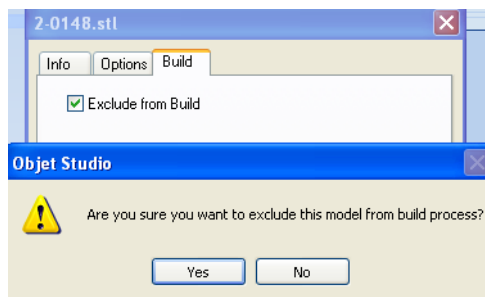 2-0148.stl
Info Options Build
Exclude from Build
Objet Studio
Are you sure you want to exclude this model from build process?
Yes No